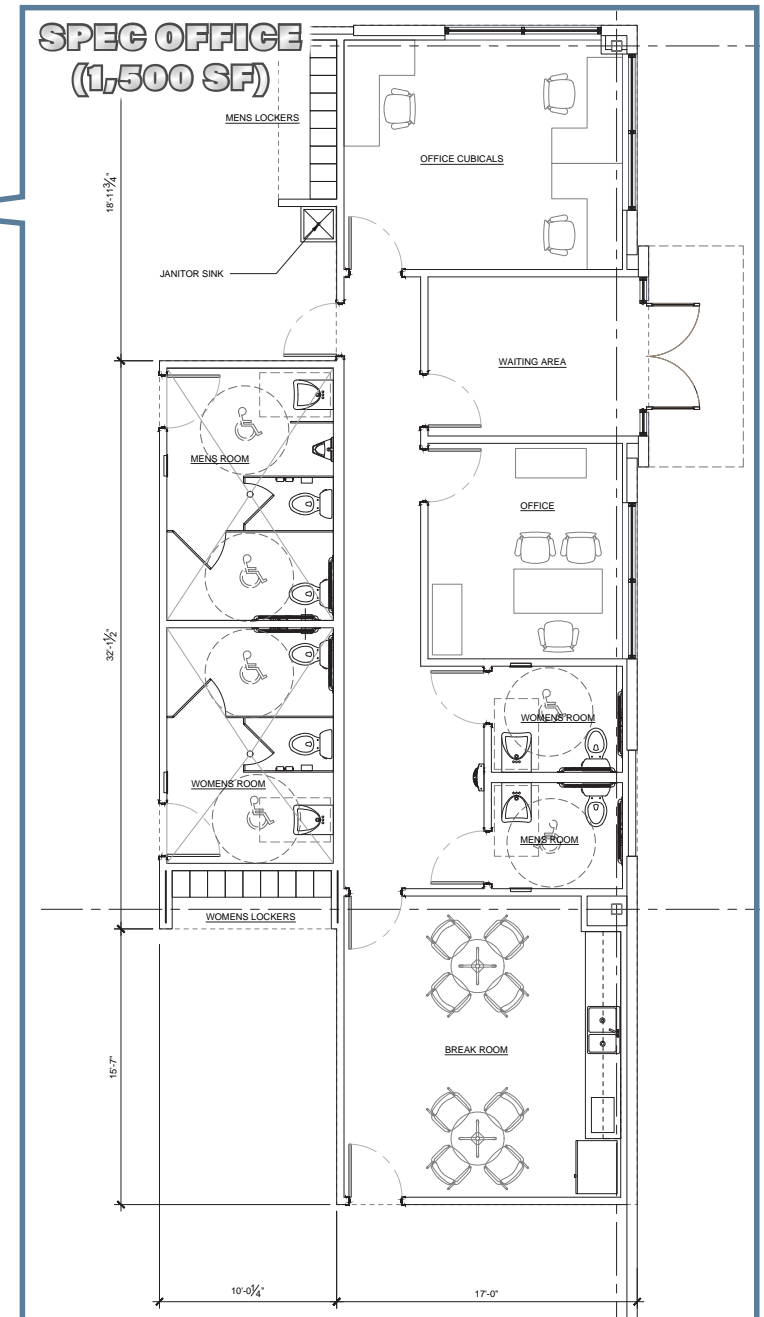 SPEC OFFICE
(1,500 SF)
MENS LOCKERS
OFFICE CUBICALS
18'-11¾"
JANITOR SINK
WAITING AREA
MENS ROOM
OFFICE
32'-1½"
WOMENS ROOM
WOMENS ROOM
MENS ROOM
WOMENS LOCKERS
BREAK ROOM
15'-7"
10'-0¼"
17'-0"